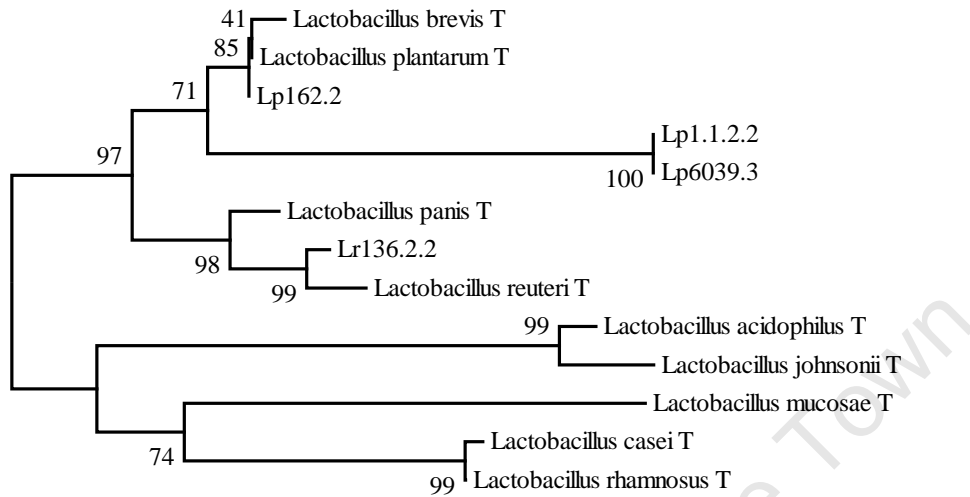 41
Lactobacillus brevis T
85
Lactobacillus plantarum T
Lp162.2
71
Lp1.1.2.2
100
Lp6039.3
97
Lactobacillus panis T
98
Lr136.2.2
99
Lactobacillus reuteri T
99
Lactobacillus acidophilus T
Lactobacillus johnsonii T
Lactobacillus mucosae T
74
Lactobacillus casei T
99
Lactobacillus rhamnosus T
Town